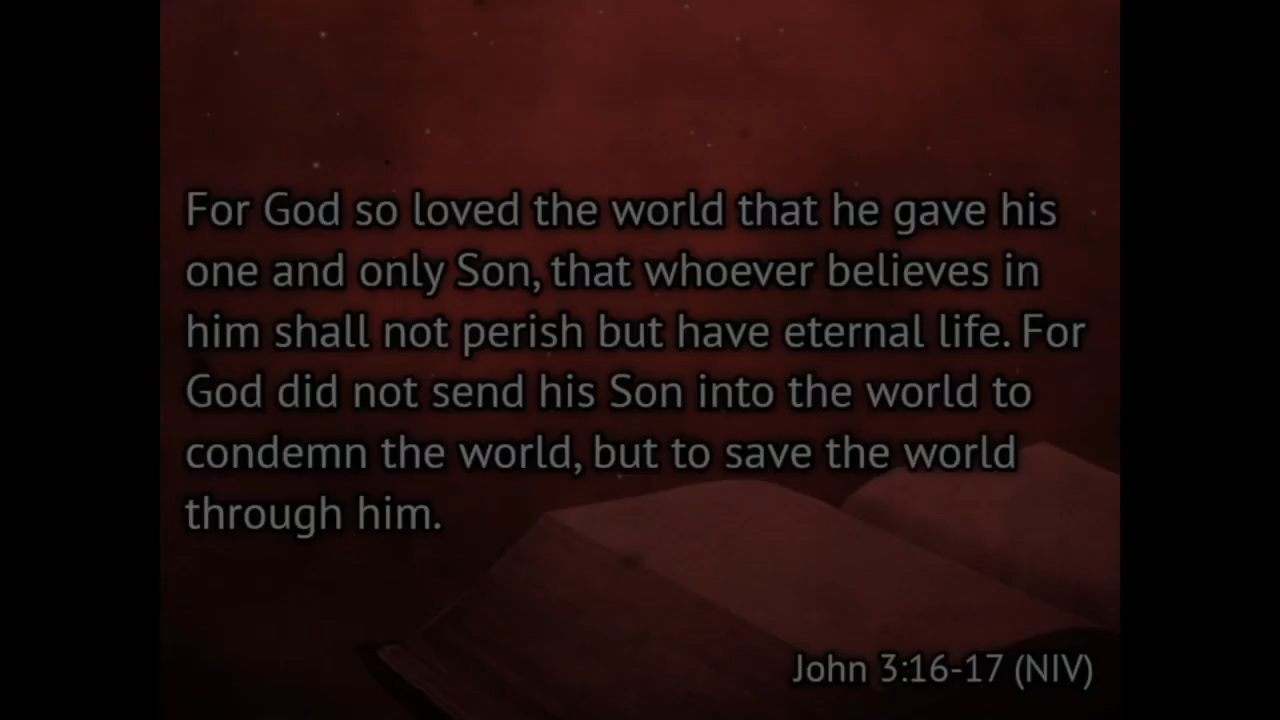 For God so loved the world that he gave his
one and only Son, that whoever believes in
him shall not perish but have eternal life. For
God did not send his Son into the world to
condemn the world, but to save the world
through him.
John 3:16-17 (NIV)